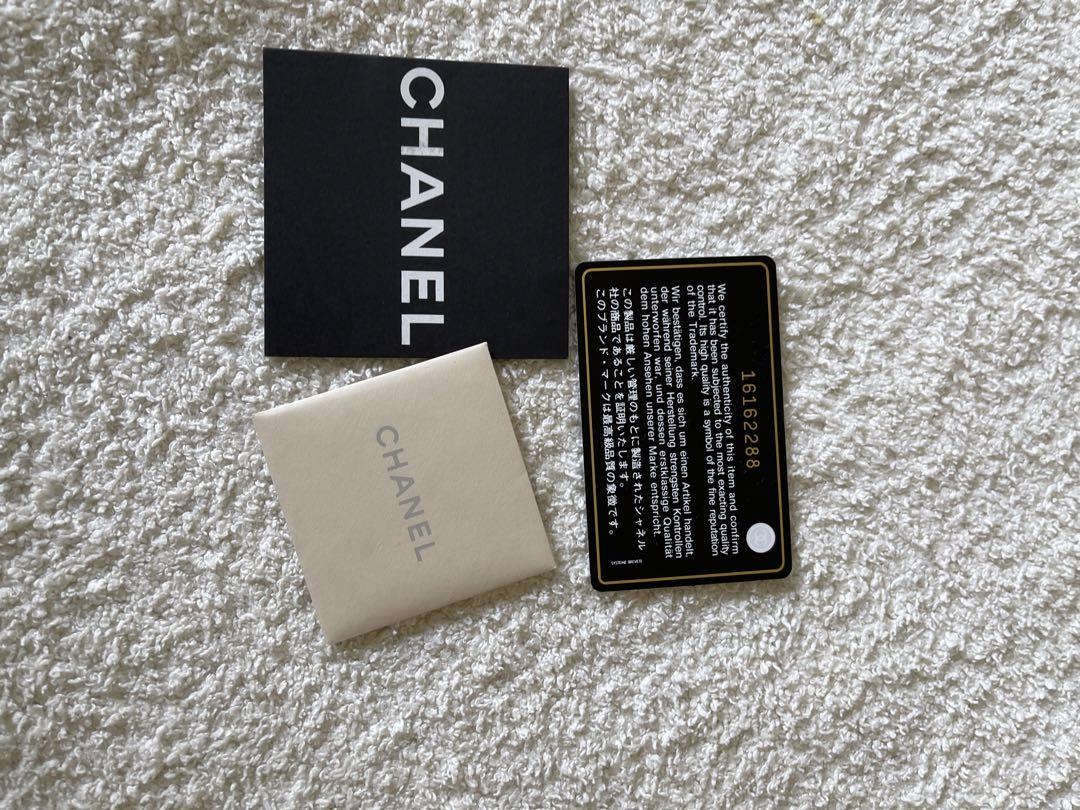 CHANEL
CHANEL
16162288
We certify the authenticity of this item and confirm
that it has been subjected to the most exacting quality
control. Its high quality is a symbol of the fine reputation
of the Trademark.
Wir bestätigen, dass es sich um einen Artikel handelt,
der während seiner Herstellung strengsten Kontrollen
unterworfen war, und dessen erstklassige Qualität
dem hohen Ansehen unserer Marke entspricht.
この製品は厳しい管理のもとに製造されたシャネル
社の商品であることを証明いたします。
このブランド・マークは最高級品質の象徴です。
SYSTEME BREVETE